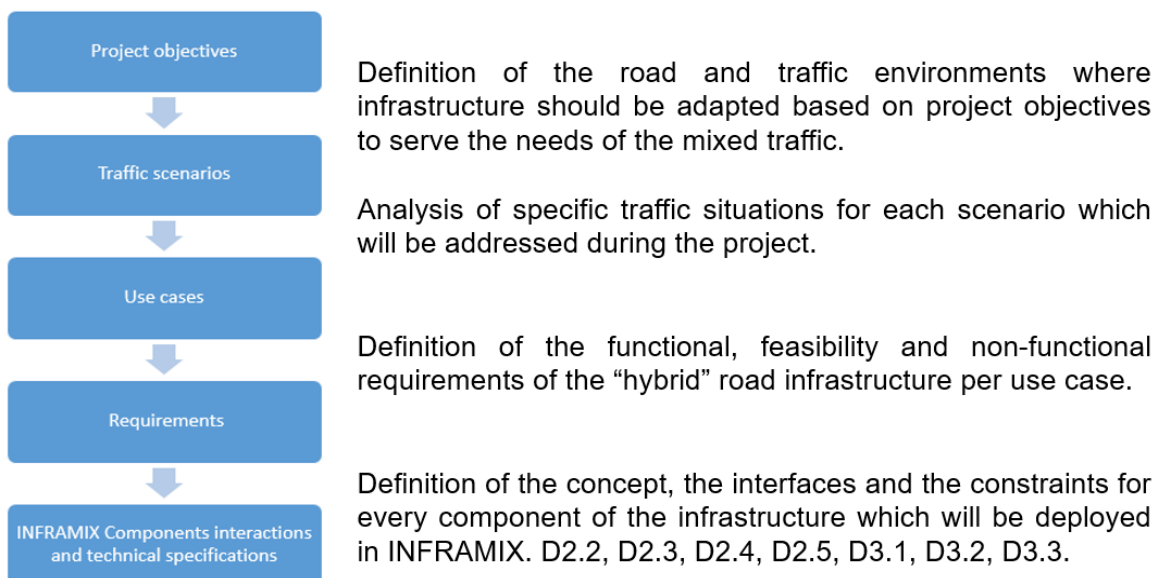 Project objectives
Definition of the road and traffic environments where
infrastructure should be adapted based on project objectives
to serve the needs of the mixed traffic.
Traffic scenarios
Analysis of specific traffic situations for each scenario which
will be addressed during the project.
Use cases
Definition of the functional, feasibility and non-functional
requirements of the “hybrid” road infrastructure per use case.
Requirements
Definition of the concept, the interfaces and the constraints for
every component of the infrastructure which will be deployed
in INFRAMIX. D2.2, D2.3, D2.4, D2.5, D3.1, D3.2, D3.3.
INFRAMIX Components interactions
and technical specifications